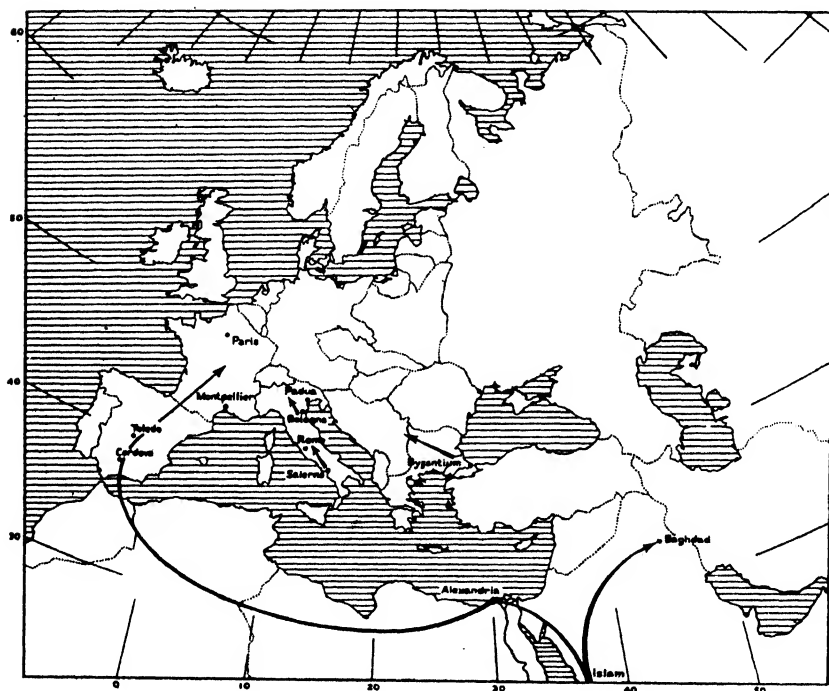 60
50
Paris
40
Padua
Montpellier
Bologna
Toledo
Rome
Cordova
Byzantium
Salerno
30
Baghdad
Alexandria
Islam
0
10
20
30
40
50